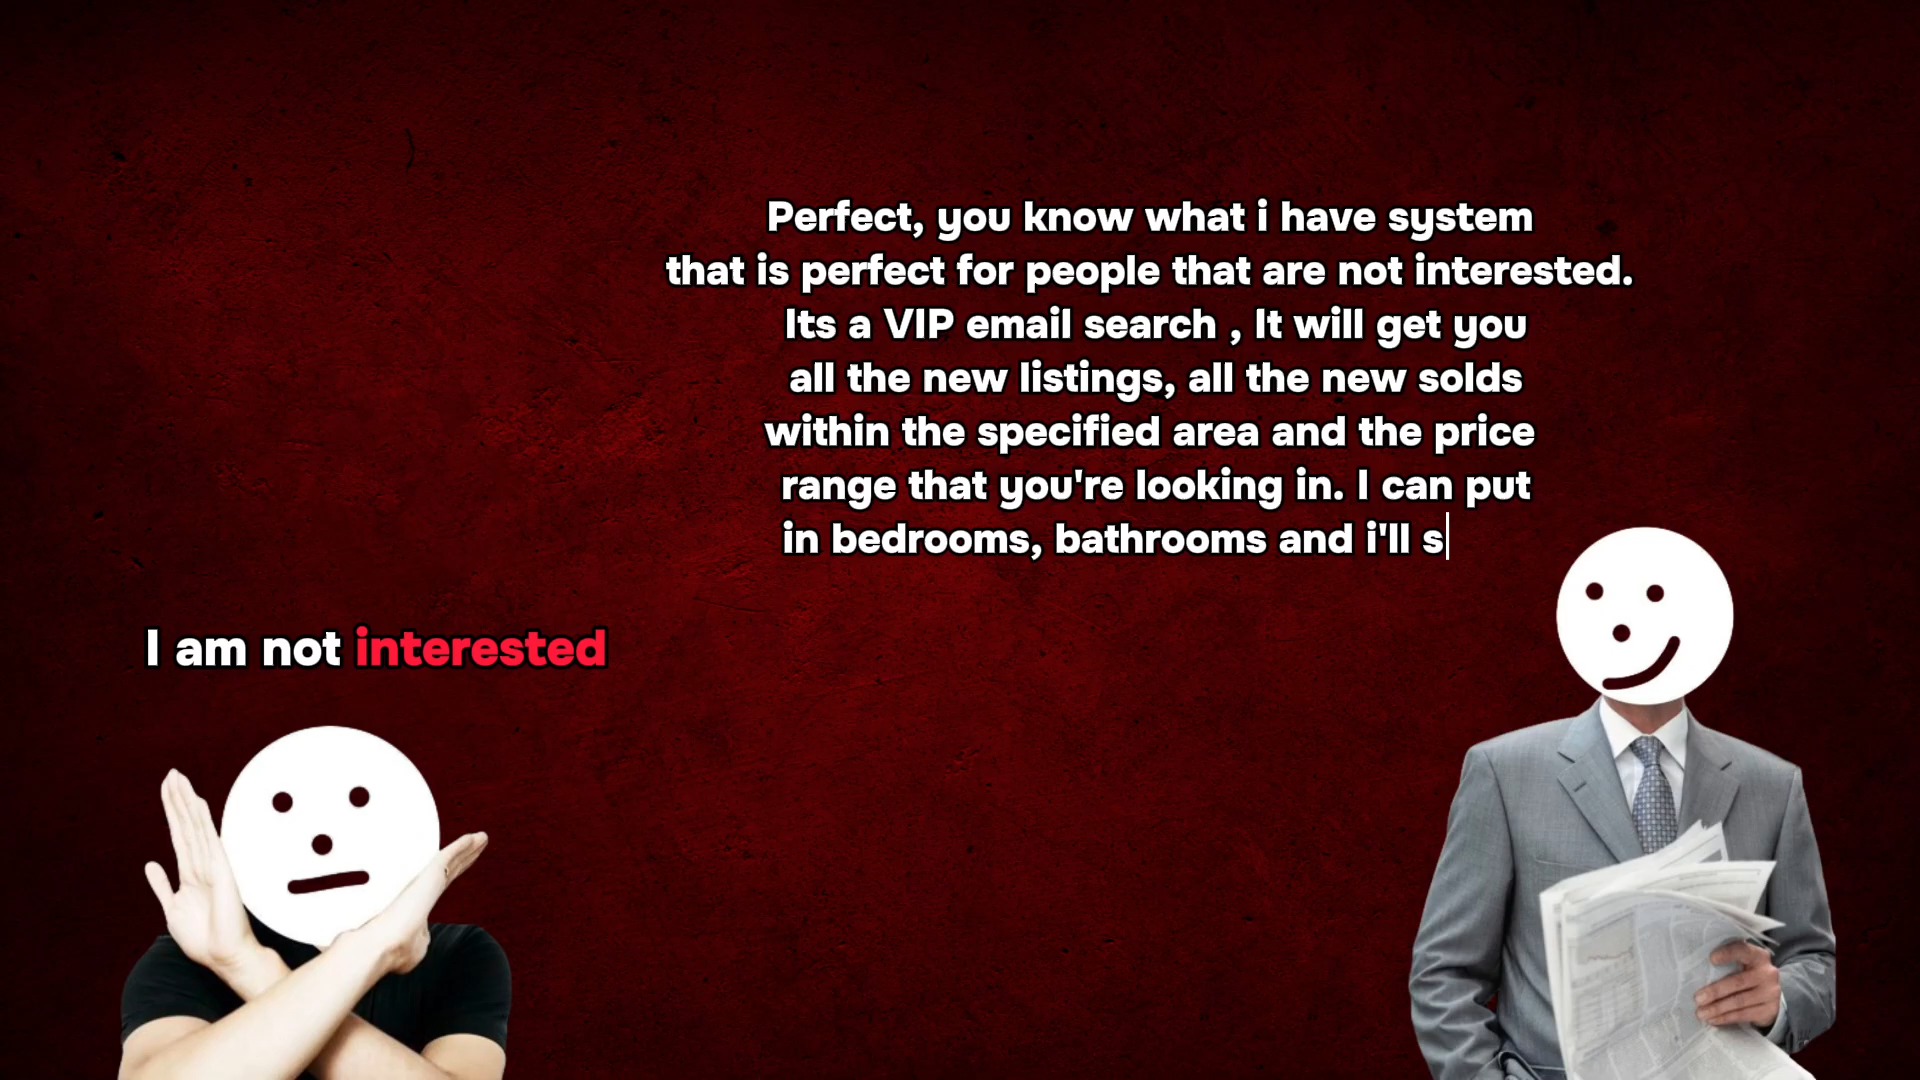 Perfect, you know what i have system
that is perfect for people that are not interested.
Its a VIP email search , It will get you
all the new listings, all the new solds
within the specified area and the price
range that you're looking in. I can put
in bedrooms, bathrooms and i'll s
I am not interested